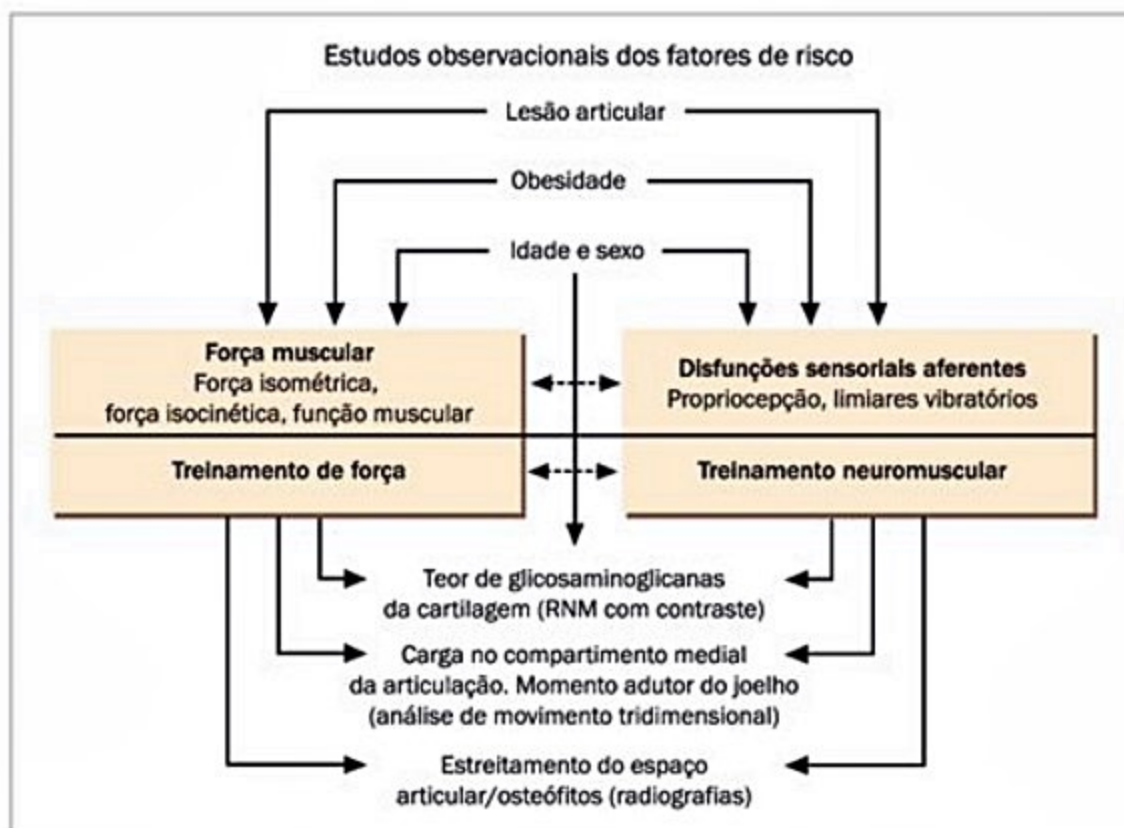 Estudos observacionais dos fatores de risco
Lesão articular
Obesidade
Idade e sexo
Força muscular
Força isométrica,
força isocinética, função muscular
Disfunções sensoriais aferentes
Propriocepção, limiares vibratórios
Treinamento de força
Treinamento neuromuscular
Teor de glicosaminoglicanas
da cartilagem (RNM com contraste)
Carga no compartimento medial
da articulação. Momento adutor do joelho
(análise de movimento tridimensional)
Estreitamento do espaço
articular/osteófitos (radiografias)